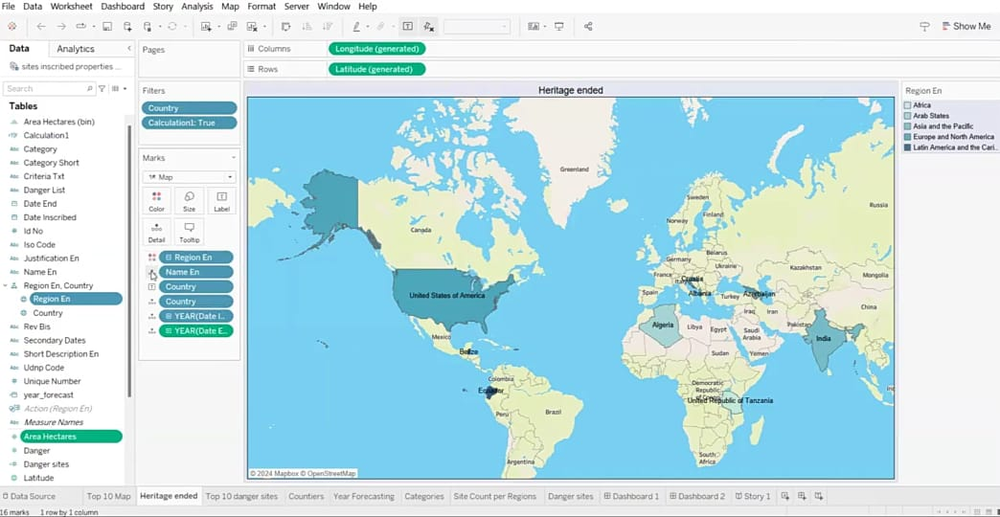 File Data Worksheet Dashboard Story Analysis Map Format Server Window Help
Show Me
Data Analytics
sites inscribed properties ...
Search
Tables
Area Hectares (bin)
Calculation1
Category
Category Short
Criteria Txt
Danger List
Date End
Date Inscribed
Id No
Iso Code
Justification En
Name En
Region En, Country
Region En
Country
Rev Bis
Secondary Dates
Short Description En
Udnp Code
Unique Number
year_forecast
Action (Region En)
Measure Names
Area Hectares
Danger
Danger sites
Latitude
Pages
Filters
Country
Calculation1: True
Marks
Map
Color Size Label
Detail Tooltip
Region En
Name En
Country
Country
YEAR(Date I..
YEAR(Date E..
Columns Longitude (generated)
Rows Latitude (generated)
Heritage ended
Greenland
Sweden
Finland
Norway
Russia
Canada
Germany
Belarus
Ukraine
Kazakhstan
France
Mongolia
Croatia
Spain
Albania
Turkey
Azerbaijan
United States of America
China
Iraq
Iran
Algeria
Libya
Egypt
Pakistan
Saudi
Arabia
India
Mexico
Belize
Sudan
Yemen
Colombia
Ecuador
Democratic
Republic
United Republic of Tanzania
Peru
Brazil
South
Africa
Argentina
© 2024 Mapbox © OpenStreetMap
Region En
Africa
Arab States
Asia and the Pacific
Europe and North America
Latin America and the Cari..
Data Source Top 10 Map Heritage ended Top 10 danger sites Countiers Year Forecasting Categories Site Count per Regions Danger sites Dashboard 1 Dashboard 2 Story 1
16 marks 1 row by 1 column